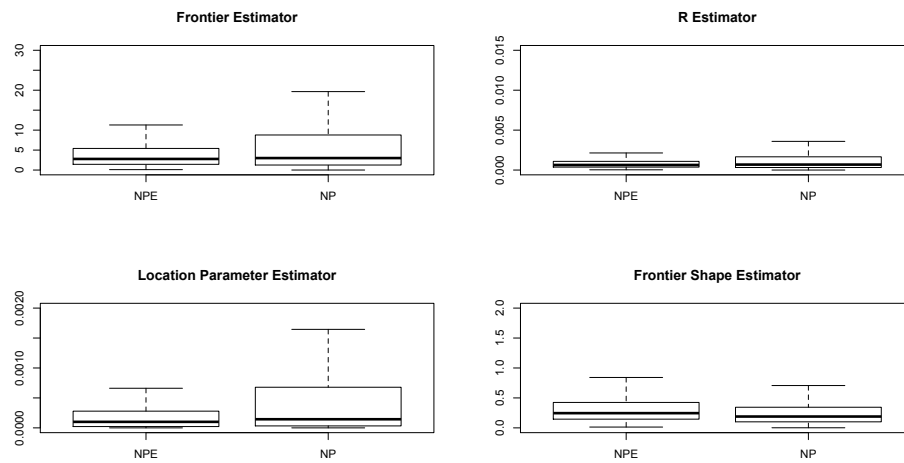 Frontier Estimator
30
20
10
5
0
NPE
NP
R Estimator
0.015
0.010
0.005
0.000
NPE
NP
Location Parameter Estimator
0.0020
0.0010
0.0000
NPE
NP
Frontier Shape Estimator
2.0
1.5
1.0
0.5
0.0
NPE
NP